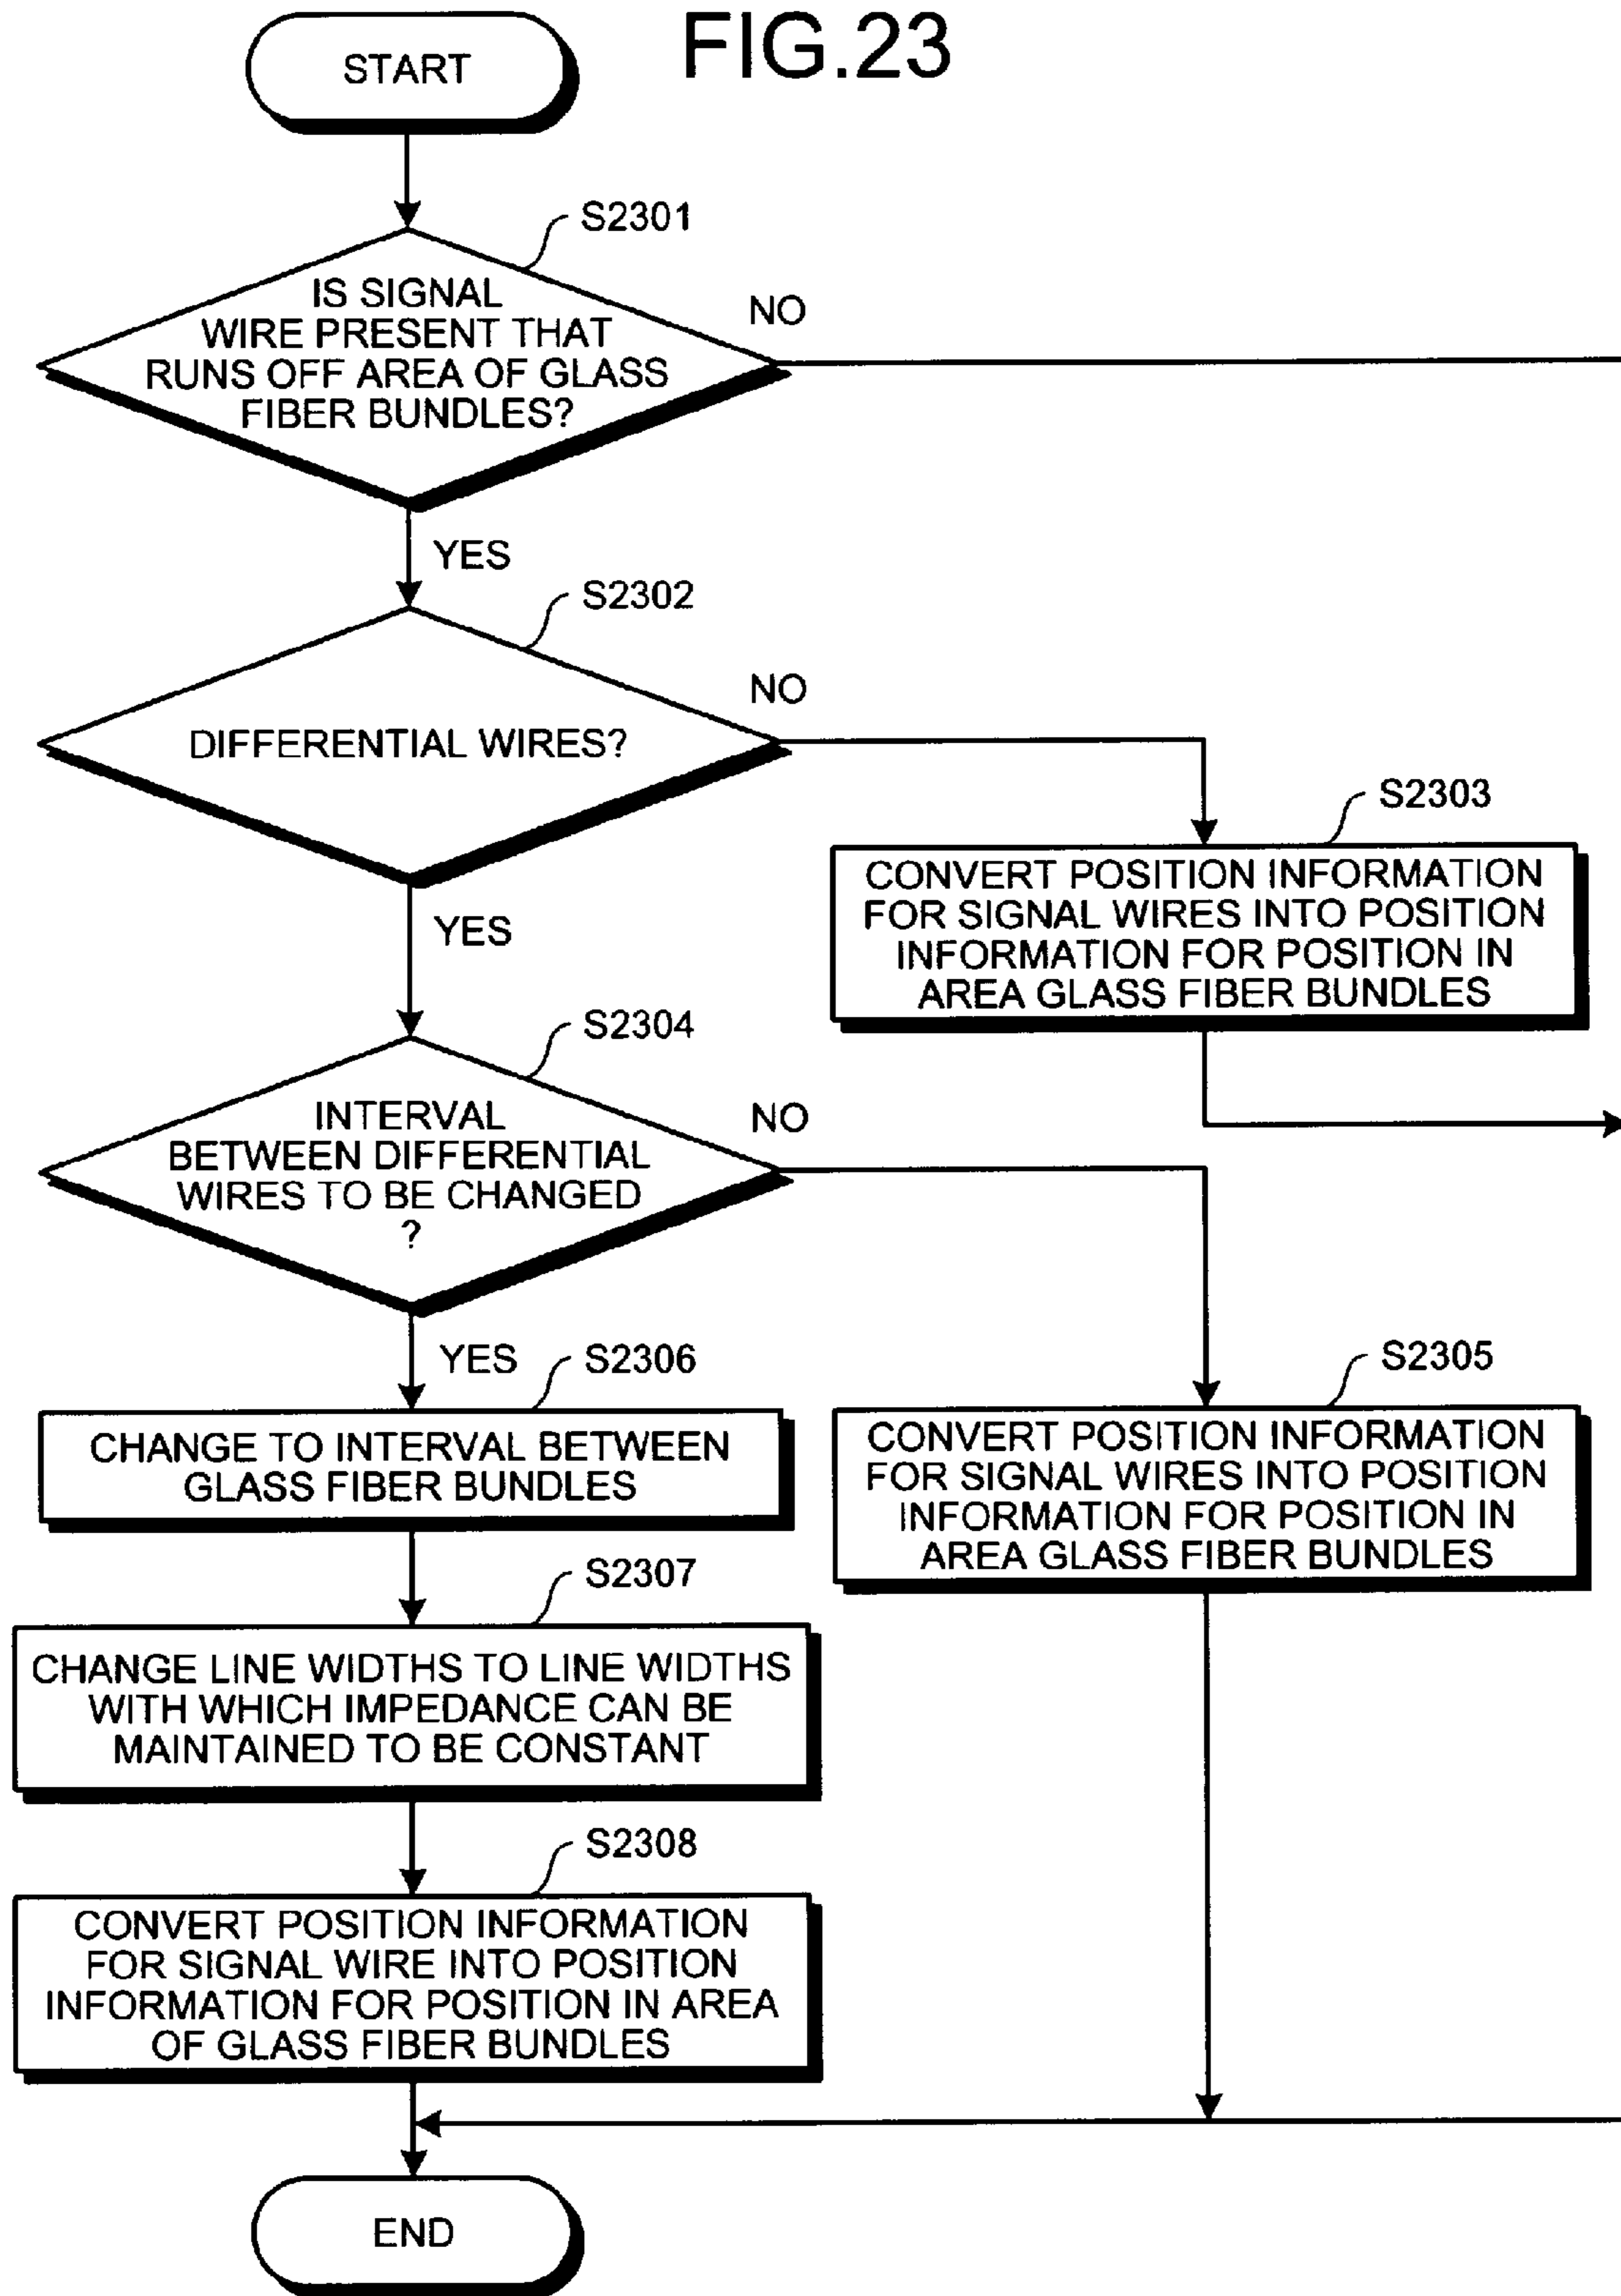 FIG.23
START
S2301
IS SIGNAL
WIRE PRESENT THAT
RUNS OFF AREA OF GLASS
FIBER BUNDLES?
NO
YES
S2302
DIFFERENTIAL WIRES?
NO
S2303
CONVERT POSITION INFORMATION
FOR SIGNAL WIRES INTO POSITION
INFORMATION FOR POSITION IN
AREA GLASS FIBER BUNDLES
YES
S2304
INTERVAL
BETWEEN DIFFERENTIAL
WIRES TO BE CHANGED
?
NO
S2305
CONVERT POSITION INFORMATION
FOR SIGNAL WIRES INTO POSITION
INFORMATION FOR POSITION IN
AREA GLASS FIBER BUNDLES
YES
S2306
CHANGE TO INTERVAL BETWEEN
GLASS FIBER BUNDLES
S2307
CHANGE LINE WIDTHS TO LINE WIDTHS
WITH WHICH IMPEDANCE CAN BE
MAINTAINED TO BE CONSTANT
S2308
CONVERT POSITION INFORMATION
FOR SIGNAL WIRE INTO POSITION
INFORMATION FOR POSITION IN AREA
OF GLASS FIBER BUNDLES
END